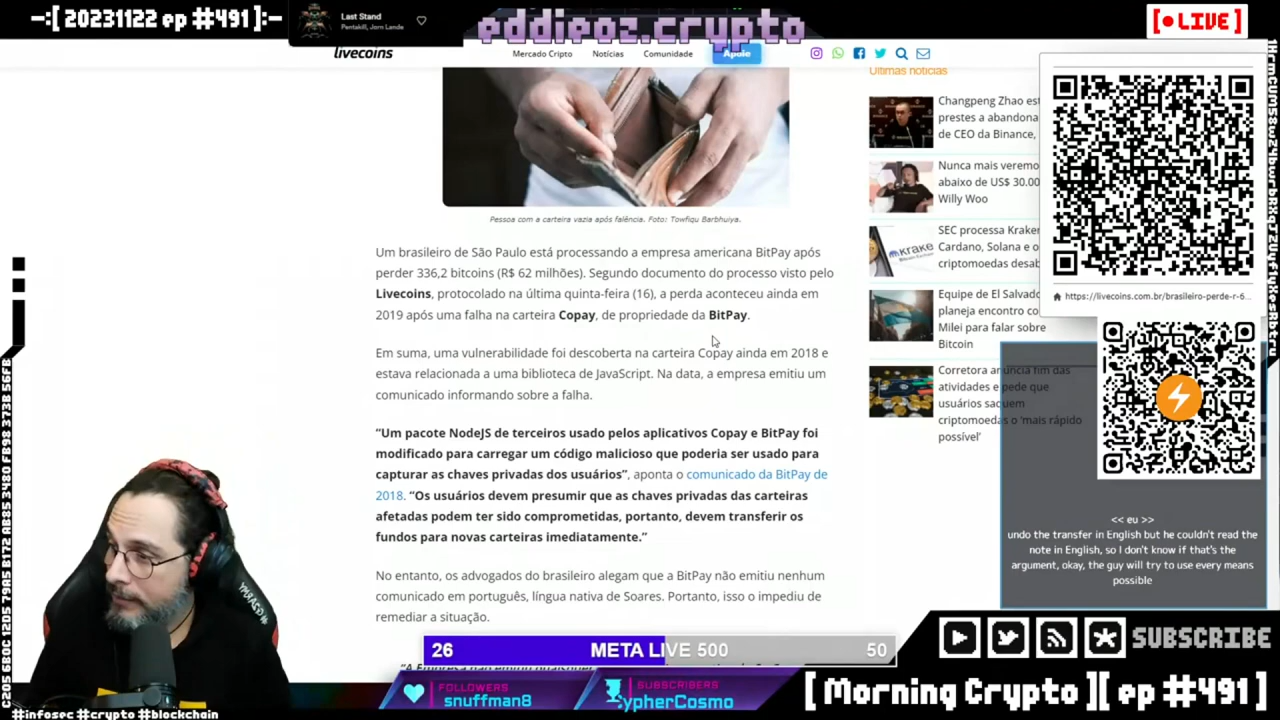 -:[ 20231122 ep #491 ]:-
Last Stand
Pentakill, Jorn Lande
eddieoz.crypto
[● LIVE]
livecoins
Mercado Cripto
Notícias
Comunidade
Apoie
Últimas notícias
Changpeng Zhao est
prestes a abandona
de CEO da Binance,
Nunca mais veremo
abaixo de US$ 30.00
Willy Woo
SEC processa Kraken
Cardano, Solana e o
criptomoedas desab
Equipe de El Salvado
planeja encontro co
Milei para falar sobre
Bitcoin
Corretora anuncia fim das
atividades e pede que
usuários saquem
criptomoedas o 'mais rápido
possível'
https://livecoins.com.br/brasileiro-perde-r-6...
Pessoa com a carteira vazia após falência. Foto: Towfiqu Barbhuiya.
Um brasileiro de São Paulo está processando a empresa americana BitPay após
perder 336,2 bitcoins (R$ 62 milhões). Segundo documento do processo visto pelo
Livecoins, protocolado na última quinta-feira (16), a perda aconteceu ainda em
2019 após uma falha na carteira Copay, de propriedade da BitPay.
Em suma, uma vulnerabilidade foi descoberta na carteira Copay ainda em 2018 e
estava relacionada a uma biblioteca de JavaScript. Na data, a empresa emitiu um
comunicado informando sobre a falha.
“Um pacote NodeJS de terceiros usado pelos aplicativos Copay e BitPay foi
modificado para carregar um código malicioso que poderia ser usado para
capturar as chaves privadas dos usuários”, aponta o comunicado da BitPay de
2018. “Os usuários devem presumir que as chaves privadas das carteiras
afetadas podem ter sido comprometidas, portanto, devem transferir os
fundos para novas carteiras imediatamente.”
No entanto, os advogados do brasileiro alegam que a BitPay não emitiu nenhum
comunicado em português, língua nativa de Soares. Portanto, isso o impediu de
remediar a situação.
<< eu >>
undo the transfer in English but he couldn't read the
note in English, so I don't know if that's the
argument, okay, the guy will try to use every means
possible
26 META LIVE 500 50
FOLLOWERS
snuffman8
SUBSCRIBERS
ypherCosmo
SUBSCRIBE
[ Morning Crypto ][ ep #491 ]
#infosec #crypto #blockchain